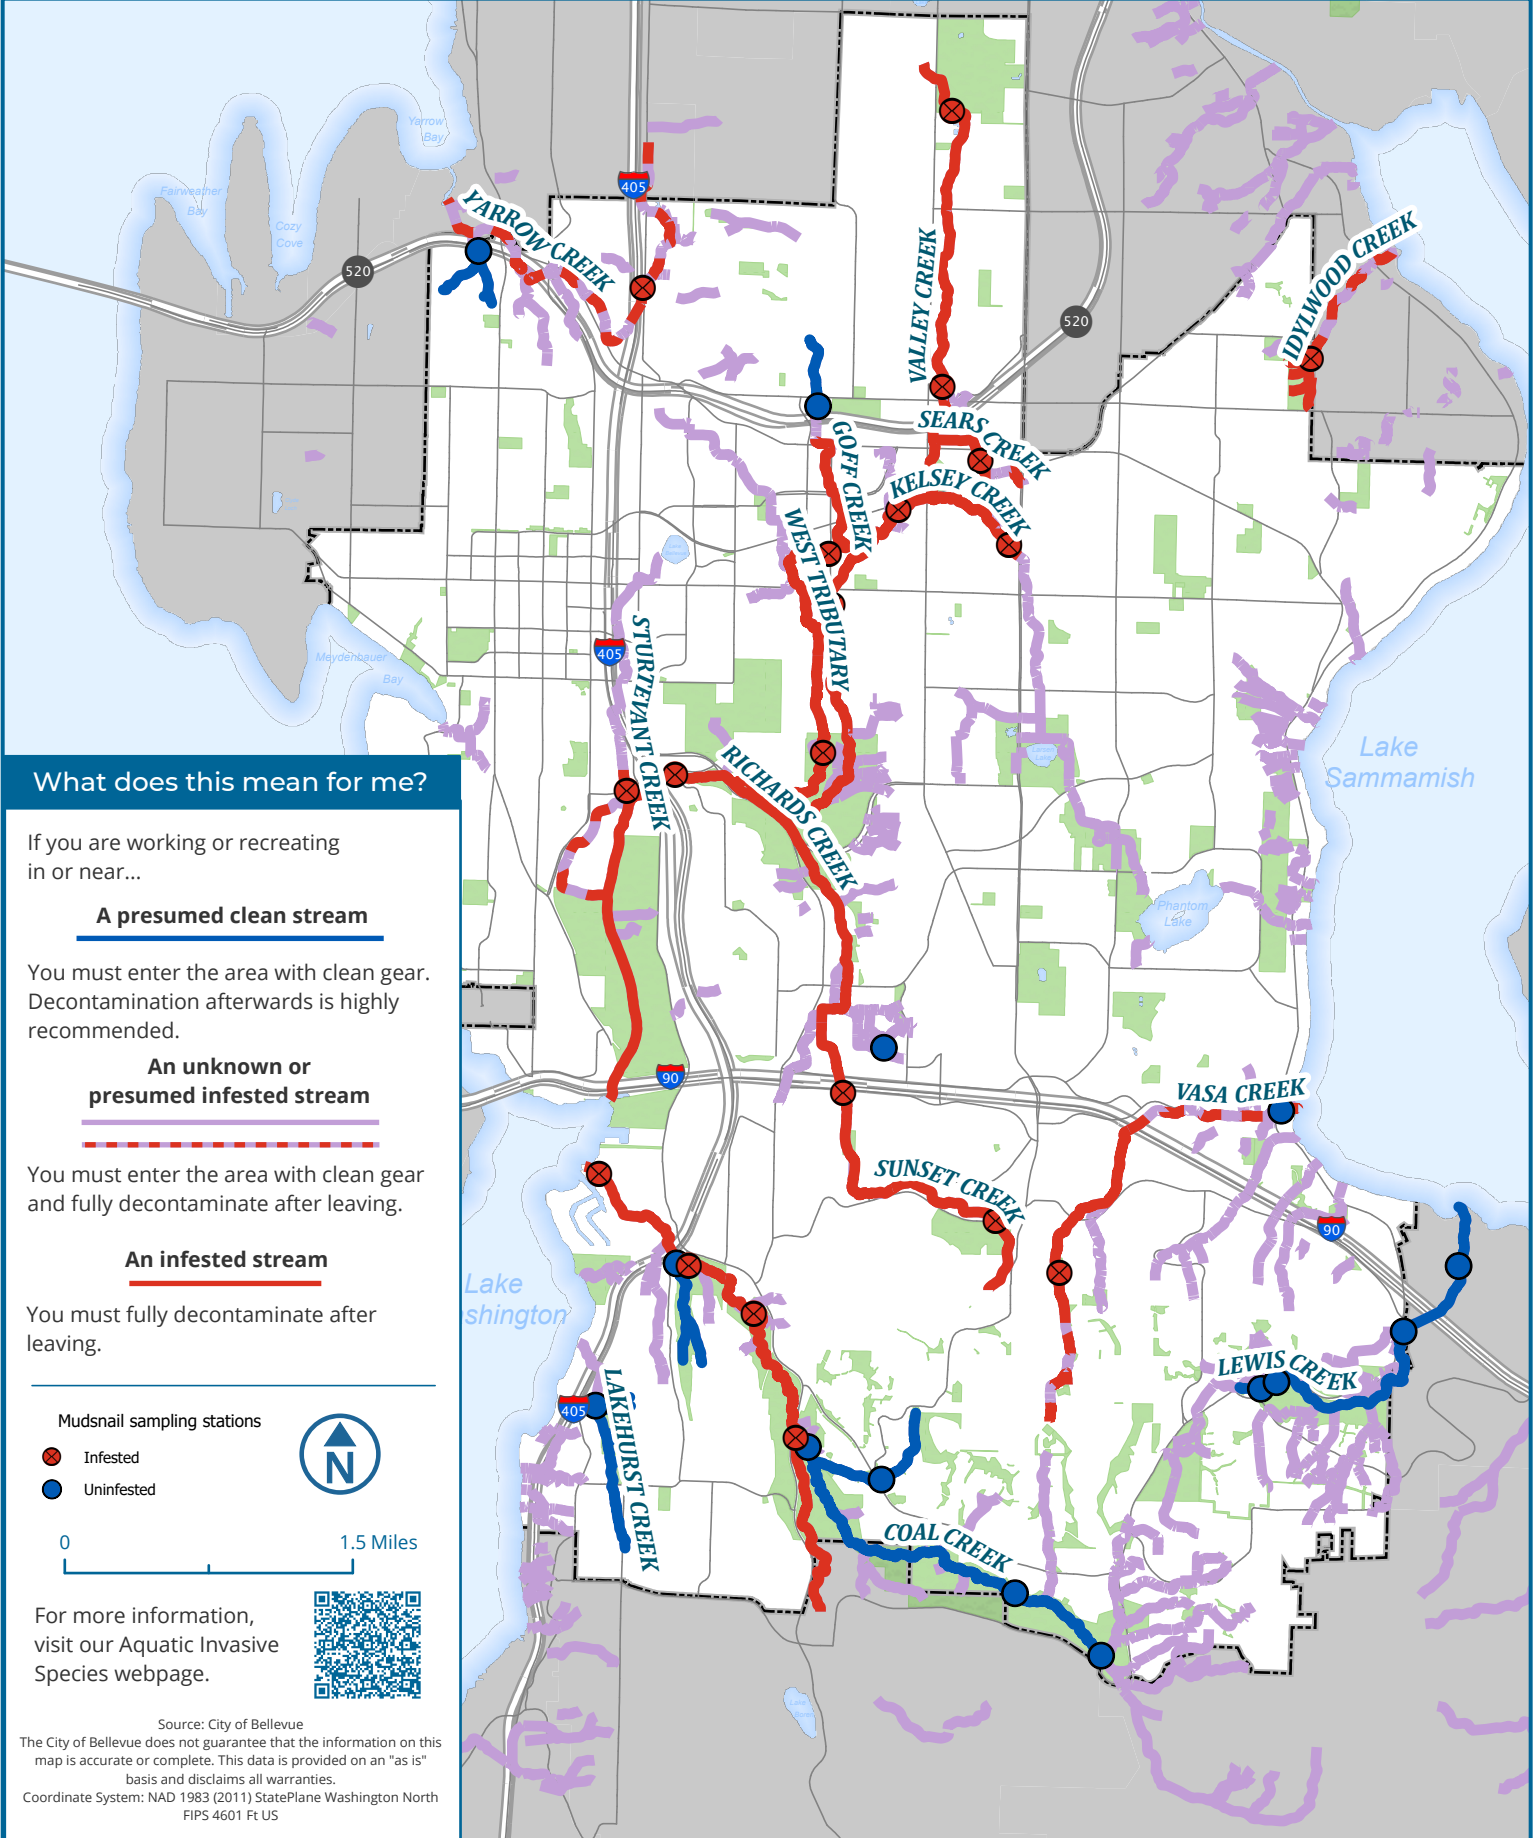 Yarrow
Bay
Fairweather
Bay
Cozy
Cove
405
YARROW CREEK
520
VALLEY CREEK
520
IDYLWOOD CREEK
GOFF CREEK
SEARS CREEK
KELSEY CREEK
WEST TRIBUTARY
STURTEVANT CREEK
405
Meydenbauer
Bay
RICHARDS CREEK
Lake
Sammamish
Phantom
Lake
90
VASA CREEK
SUNSET CREEK
90
Lake
shington
LEWIS CREEK
405
LAKEHURST CREEK
COAL CREEK
What does this mean for me?
If you are working or recreating
in or near...
A presumed clean stream
You must enter the area with clean gear.
Decontamination afterwards is highly
recommended.
An unknown or
presumed infested stream
You must enter the area with clean gear
and fully decontaminate after leaving.
An infested stream
You must fully decontaminate after
leaving.
Mudsnail sampling stations
Infested
Uninfested
N
0 1.5 Miles
For more information,
visit our Aquatic Invasive
Species webpage.
Source: City of Bellevue
The City of Bellevue does not guarantee that the information on this
map is accurate or complete. This data is provided on an "as is"
basis and disclaims all warranties.
Coordinate System: NAD 1983 (2011) StatePlane Washington North
FIPS 4601 Ft US